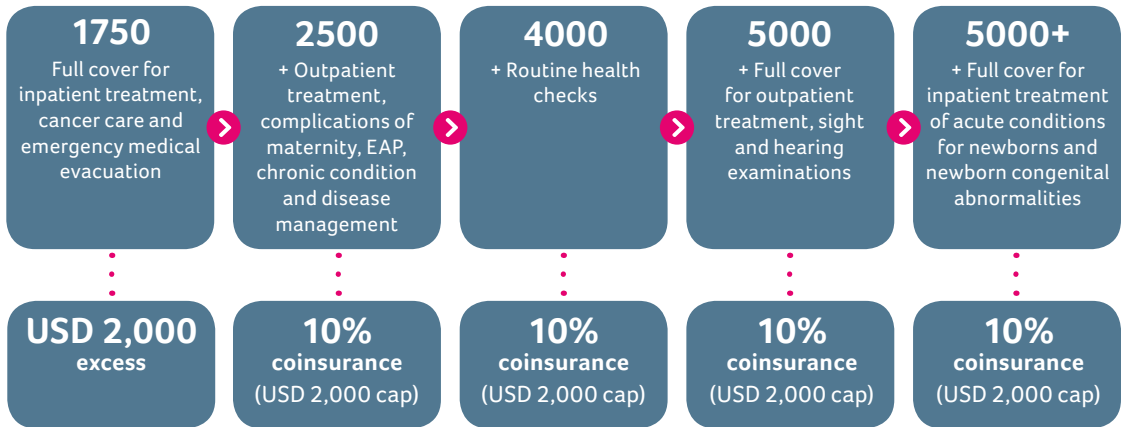 1750
Full cover for
inpatient treatment,
cancer care and
emergency medical
evacuation
2500
+ Outpatient
treatment,
complications of
maternity, EAP,
chronic condition
and disease
management
4000
+ Routine health
checks
5000
+ Full cover
for outpatient
treatment, sight
and hearing
examinations
5000+
+ Full cover for
inpatient treatment
of acute conditions
for newborns and
newborn congenital
abnormalities
USD 2,000
excess
10%
coinsurance
(USD 2,000 cap)
10%
coinsurance
(USD 2,000 cap)
10%
coinsurance
(USD 2,000 cap)
10%
coinsurance
(USD 2,000 cap)